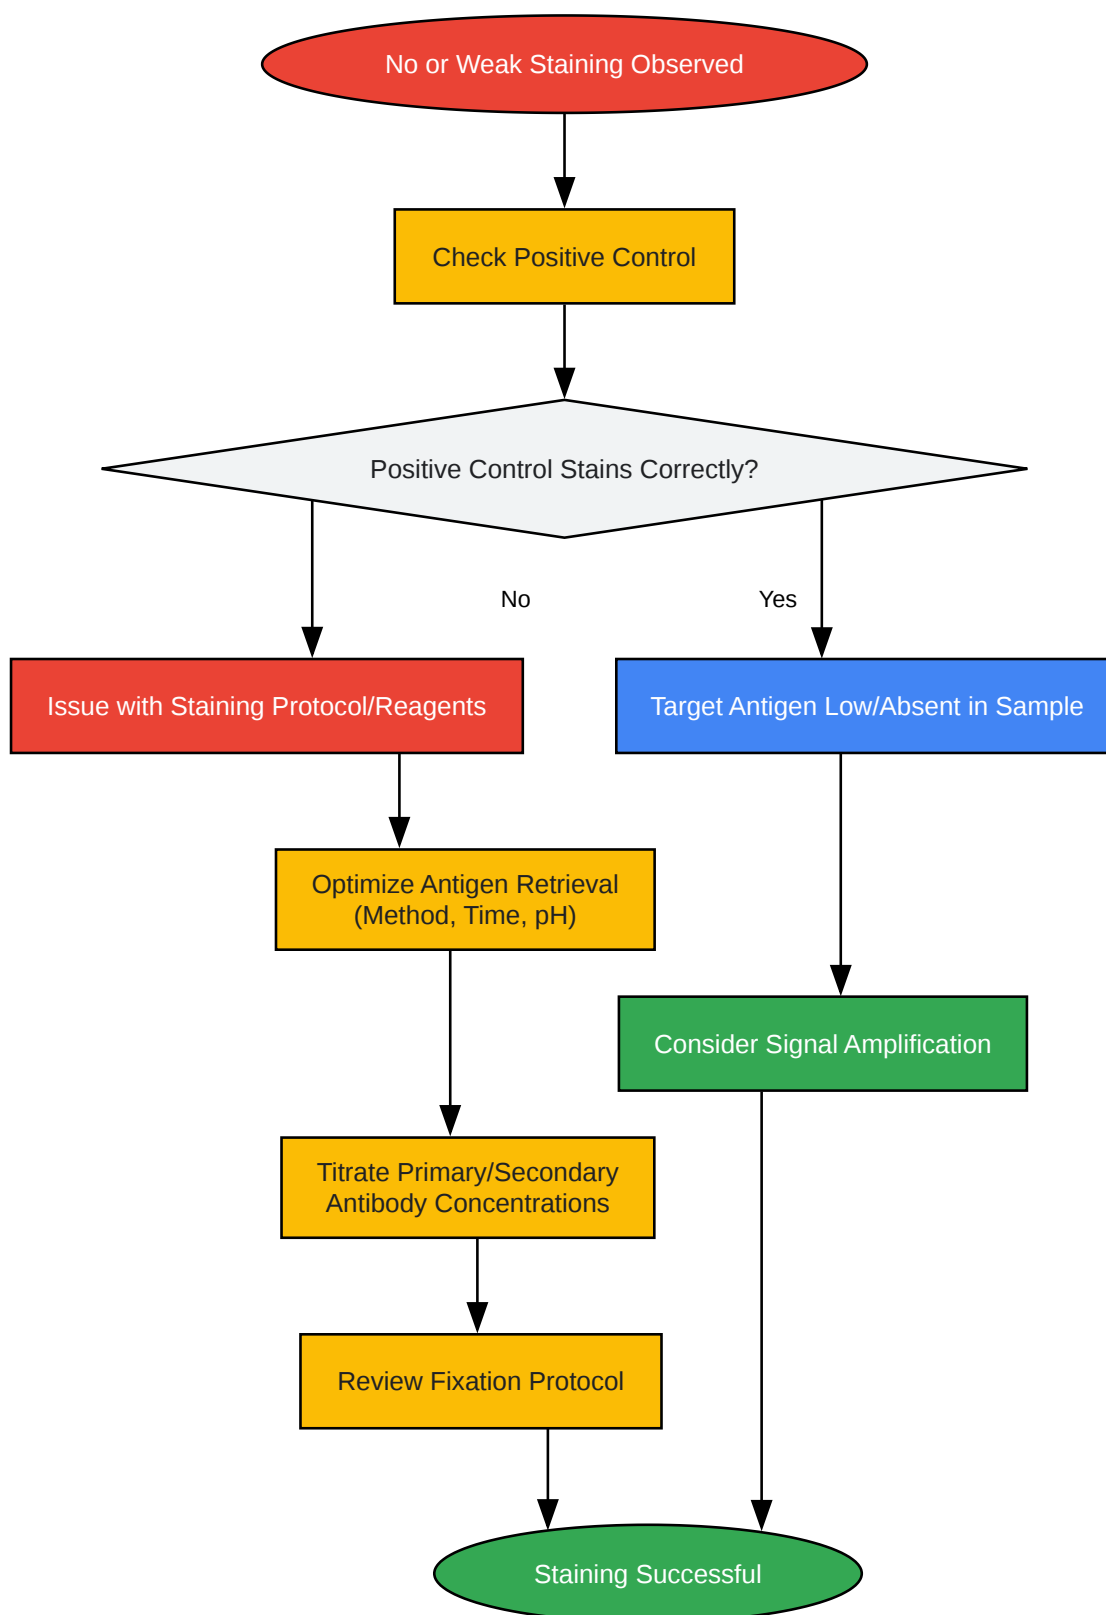 No or Weak Staining Observed
Check Positive Control
Positive Control Stains Correctly?
No
Yes
Issue with Staining Protocol/Reagents
Target Antigen Low/Absent in Sample
Optimize Antigen Retrieval
(Method, Time, pH)
Consider Signal Amplification
Titrate Primary/Secondary
Antibody Concentrations
Review Fixation Protocol
Staining Successful